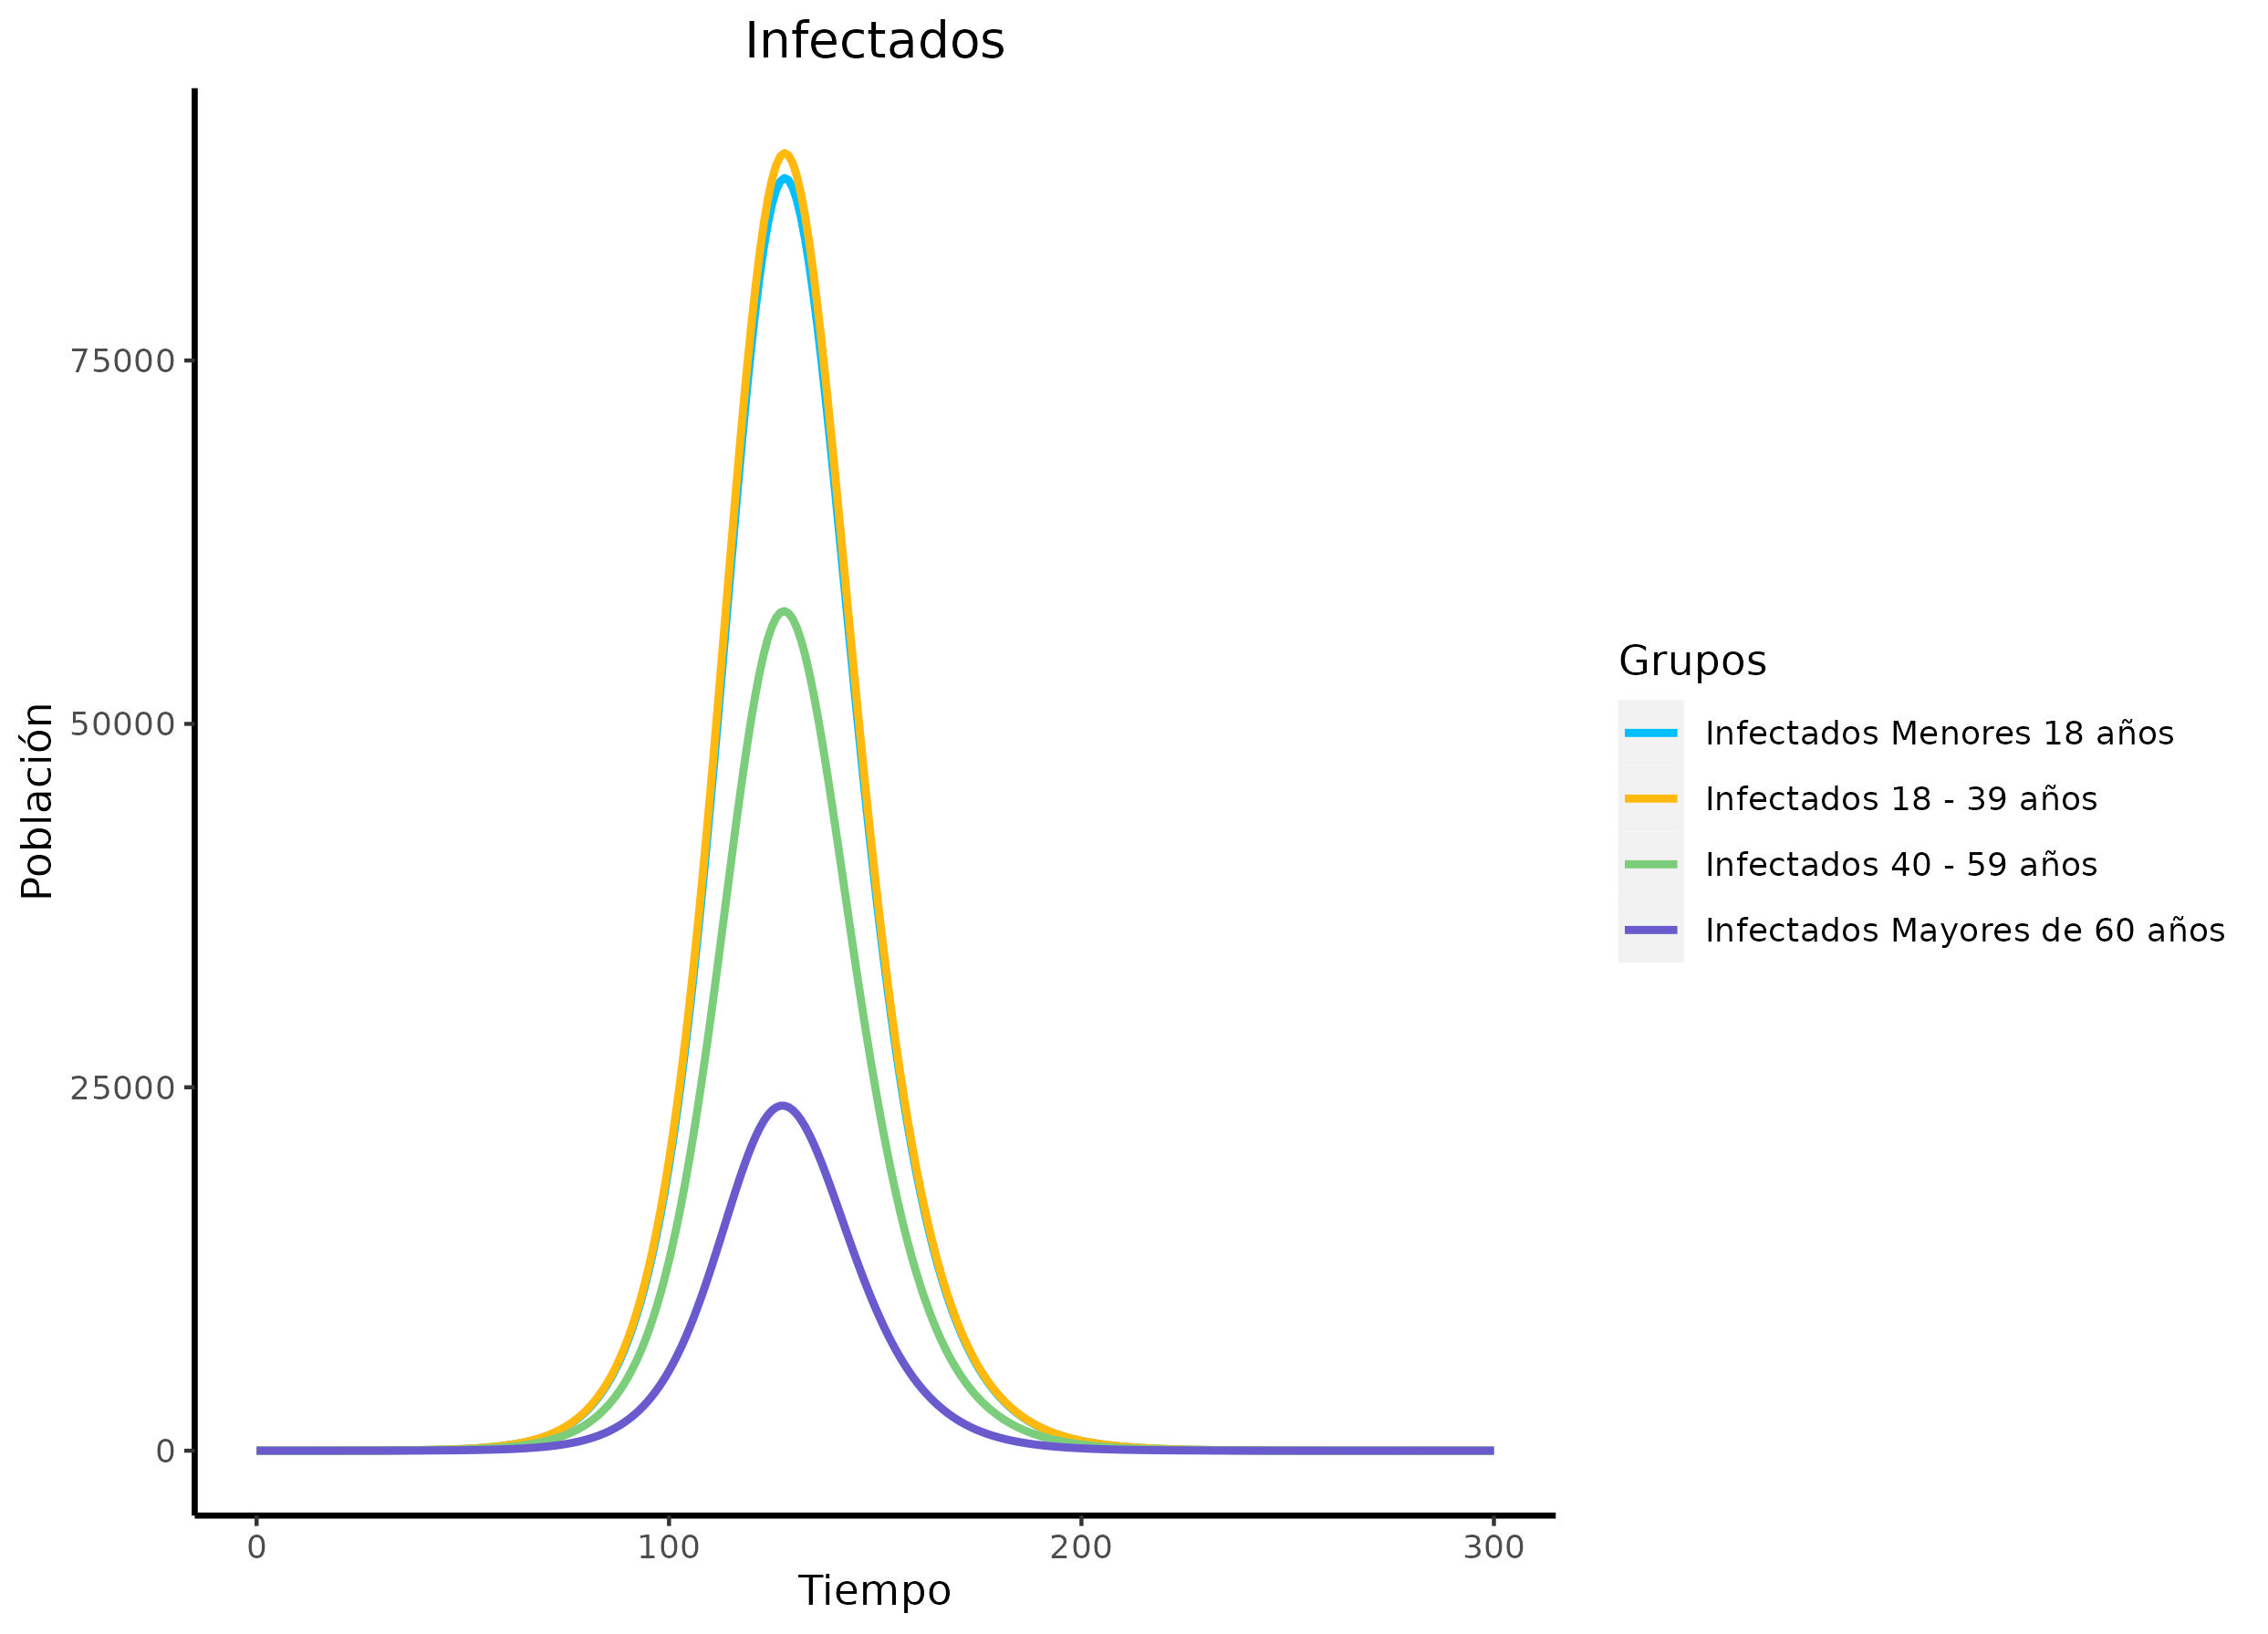 Infectados
Población
75000
50000
25000
0
0 100 200 300
Tiempo
Grupos
Infectados Menores 18 años
Infectados 18 - 39 años
Infectados 40 - 59 años
Infectados Mayores de 60 años